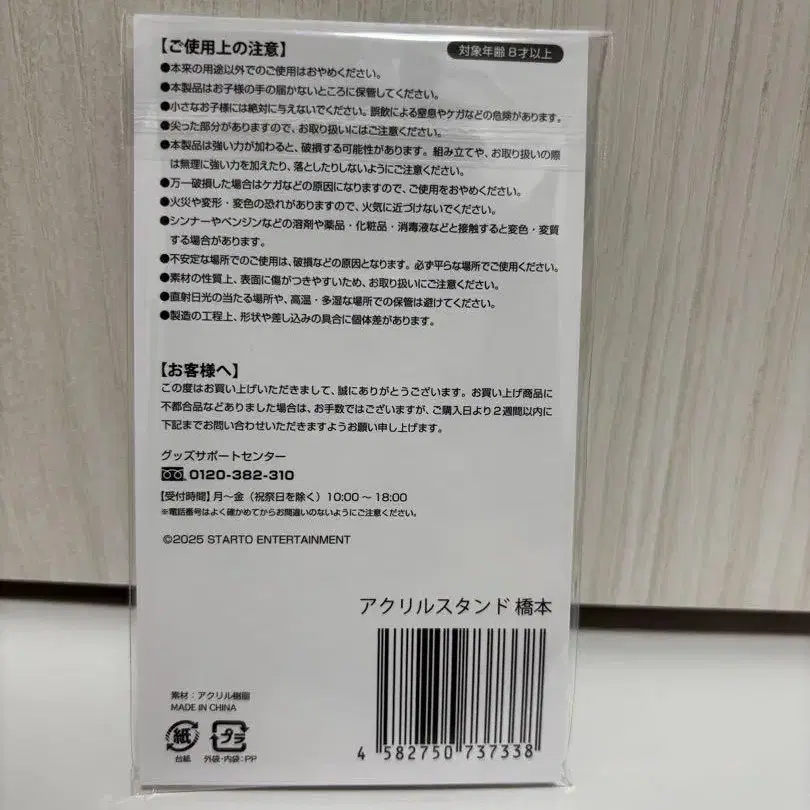 【ご使用上の注意】
対象年齢8才以上
●本来の用途以外でのご使用はおやめください。
●本製品はお子様の手の届かないところに保管してください。
●小さなお子様には絶対に与えないでください。誤飲による窒息やケガなどの危険があります。
●尖った部分がありますので、お取り扱いにはご注意ください。
●本製品は強い力が加わると、破損する可能性があります。組み立てや、お取り扱いの際
は無理に強い力を加えたり、落としたりしないようにご注意ください。
●万一破損した場合はケガなどの原因になりますので、ご使用をおやめください。
●火災や変形・変色の恐れがありますので、火気に近づけないでください。
●シンナーやベンジンなどの溶剤や薬品・化粧品・消毒液などと接触すると変色・変質
する場合があります。
●不安定な場所でのご使用は、破損などの原因となります。必ず平らな場所でご使用ください。
●素材の性質上、表面に傷がつきやすいため、お取り扱いにご注意ください。
●直射日光の当たる場所や、高温・多湿な場所での保管は避けてください。
●製造の工程上、形状や差し込みの具合に個体差があります。
【お客様へ】
この度はお買い上げいただきまして、誠にありがとうございます。お買い上げ商品に
不都合品などありました場合は、お手数ではございますが、ご購入日より2週間以内に
下記までお問い合わせいただきますようお願い申し上げます。
グッズサポートセンター
0120-382-310
【受付時間】月～金（祝祭日を除く）10:00～18:00
※電話番号はよく確かめてからお間違いのないようにご注意ください。
©2025 STARTO ENTERTAINMENT
アクリルスタンド 橋本
素材：アクリル樹脂
MADE IN CHINA
紙
プラ
台紙
外袋・内袋：PP
4 582750 737338